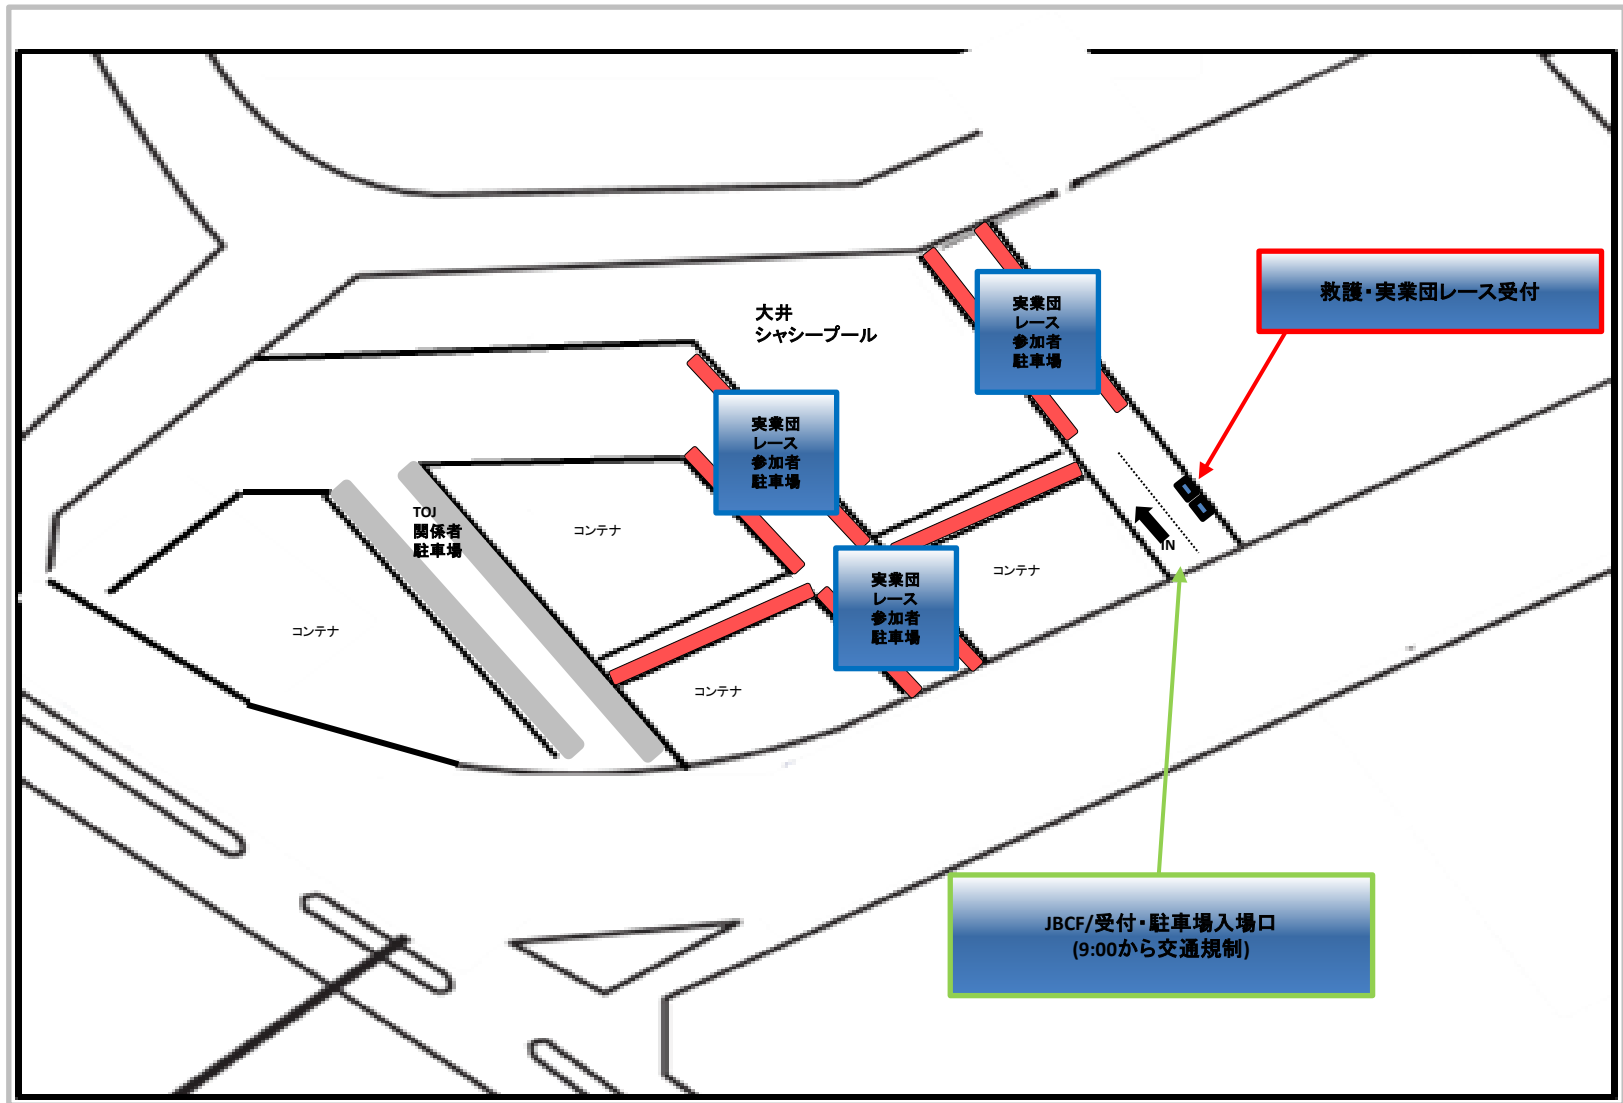 救護・実業団レース受付
実業団
レース
参加者
駐車場
大井
シャシープール
実業団
レース
参加者
駐車場
TOJ
関係者
駐車場
コンテナ
IN
コンテナ
実業団
レース
参加者
駐車場
コンテナ
コンテナ
JBCF/受付・駐車場入場口
(9:00から交通規制)